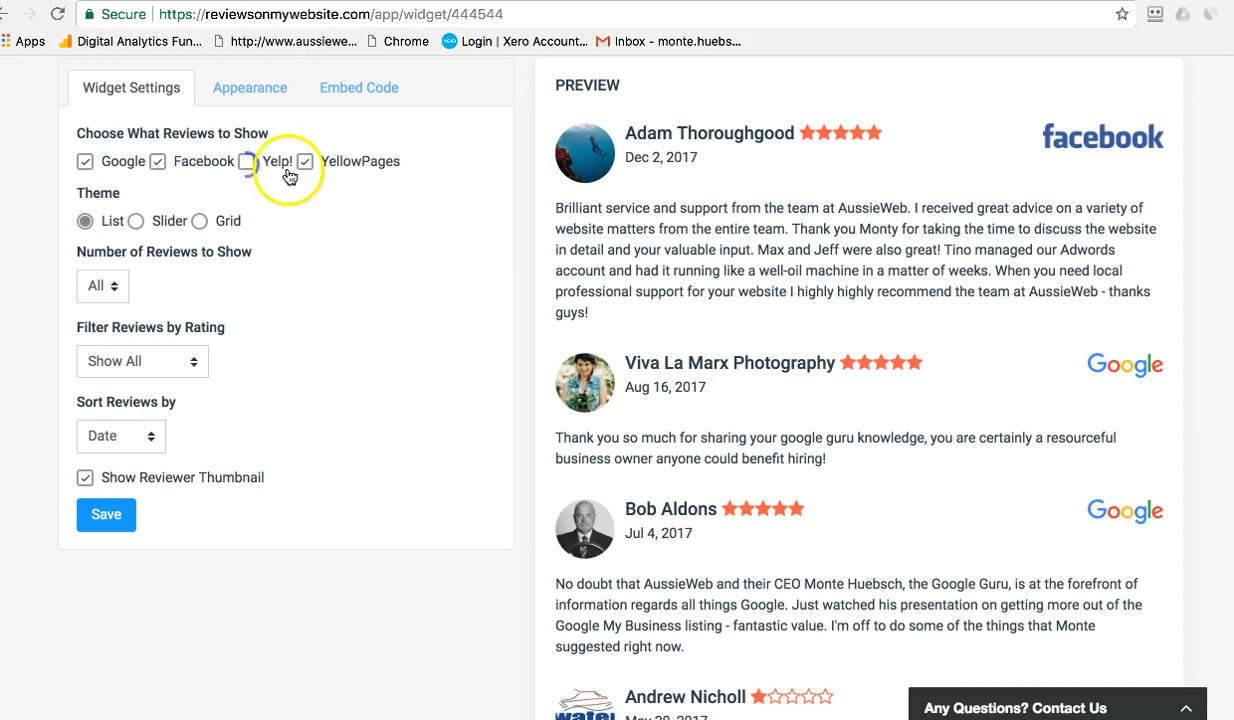 Secure | https://reviewsonmywebsite.com/app/widget/444544
Apps Digital Analytics Fun... http://www.aussiewe... Chrome Login | Xero Account... Inbox - monte.huebs...
Widget Settings Appearance Embed Code
Choose What Reviews to Show
Google Facebook Yelp! YellowPages
Theme
List Slider Grid
Number of Reviews to Show
All
Filter Reviews by Rating
Show All
Sort Reviews by
Date
Show Reviewer Thumbnail
Save
PREVIEW
Adam Thoroughgood
facebook
Dec 2, 2017
Brilliant service and support from the team at AussieWeb. I received great advice on a variety of
website matters from the entire team. Thank you Monty for taking the time to discuss the website
in detail and your valuable input. Max and Jeff were also great! Tino managed our Adwords
account and had it running like a well-oil machine in a matter of weeks. When you need local
professional support for your website I highly highly recommend the team at AussieWeb - thanks
guys!
Viva La Marx Photography
Google
Aug 16, 2017
Thank you so much for sharing your google guru knowledge, you are certainly a resourceful
business owner anyone could benefit hiring!
Bob Aldons
Google
Jul 4, 2017
No doubt that AussieWeb and their CEO Monte Huebsch, the Google Guru, is at the forefront of
information regards all things Google. Just watched his presentation on getting more out of the
Google My Business listing - fantastic value. I'm off to do some of the things that Monte
suggested right now.
Andrew Nicholl
Any Questions? Contact Us